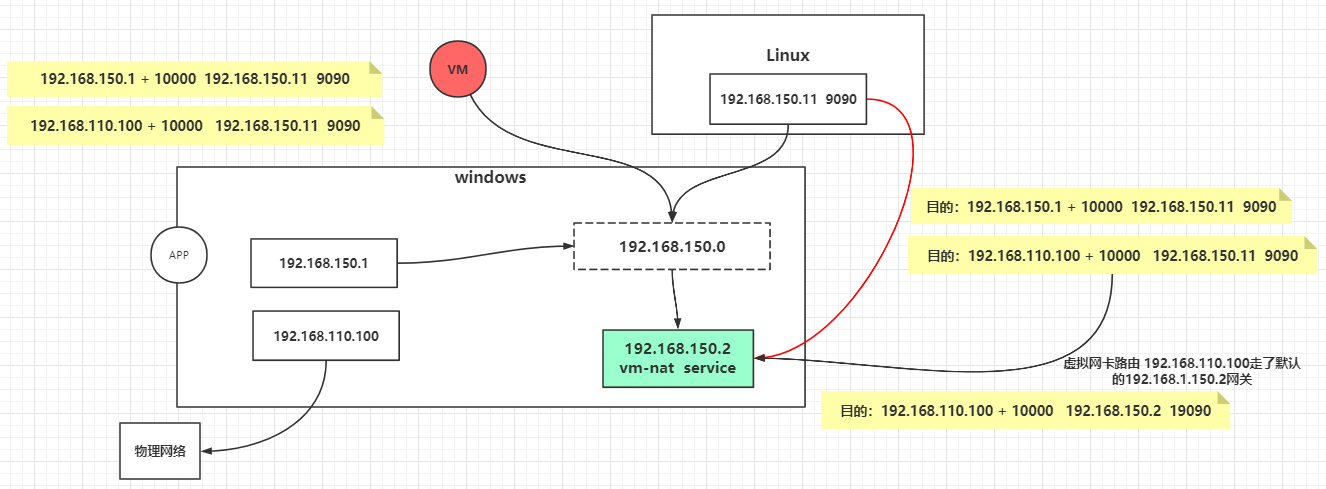 Linux
192.168.150.11 9090
VM
192.168.150.1 + 10000 192.168.150.11 9090
192.168.110.100 + 10000 192.168.150.11 9090
windows
APP
192.168.150.1
192.168.150.0
192.168.110.100
192.168.150.2
vm-nat service
物理网络
目的：192.168.150.1 + 10000 192.168.150.11 9090
目的：192.168.110.100 + 10000 192.168.150.11 9090
虚拟网卡路由 192.168.110.100走了默认
的192.168.1.150.2网关
目的：192.168.110.100 + 10000 192.168.150.2 19090